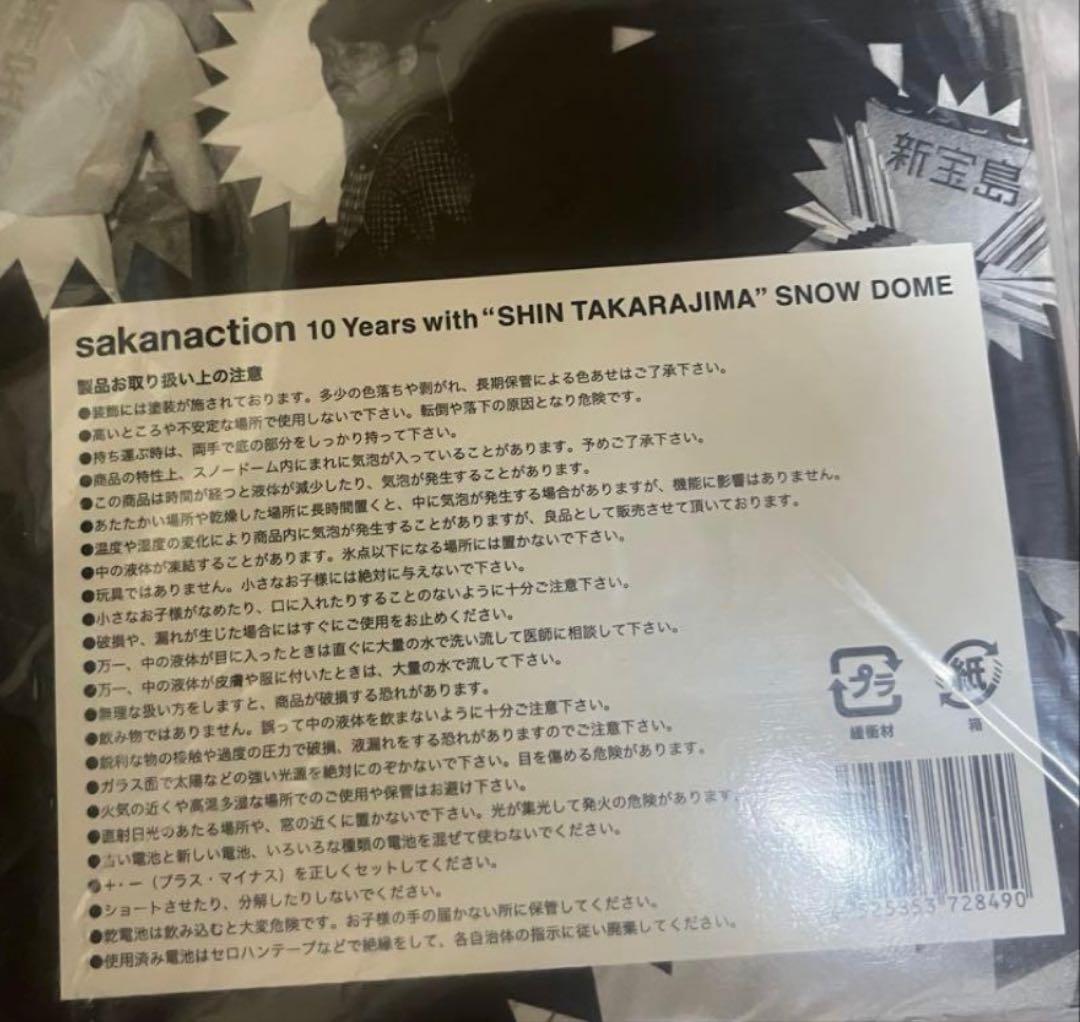 新宝島
sakanaction 10 Years with “SHIN TAKARAJIMA” SNOW DOME
製品お取り扱い上の注意
●装飾には塗装が施されております。多少の色落ちや剥がれ、長期保管による色あせはご了承下さい。
●高いところや不安定な場所で使用しないで下さい。転倒や落下の原因となり危険です。
●持ち運ぶ時は、両手で底の部分をしっかり持って下さい。
●商品の特性上、スノードーム内にまれに気泡が入っていることがあります。予めご了承下さい。
●この商品は時間が経つと液体が減少したり、気泡が発生することがあります。
●あたたかい場所や乾燥した場所に長時間置くと、中に気泡が発生する場合がありますが、機能に影響はありません。
●温度や湿度の変化により商品内に気泡が発生することがありますが、良品として販売させて頂いております。
●中の液体が凍結することがあります。氷点以下になる場所には置かないで下さい。
●玩具ではありません。小さなお子様には絶対に与えないで下さい。
●小さなお子様がなめたり、口に入れたりすることのないように十分ご注意下さい。
●破損や、漏れが生じた場合にはすぐにご使用をお止めください。
●万一、中の液体が目に入ったときは直ぐに大量の水で洗い流して医師に相談して下さい。
●万一、中の液体が皮膚や服に付いたときは、大量の水で流して下さい。
●無理な扱い方をしますと、商品が破損する恐れがあります。
●飲み物ではありません。誤って中の液体を飲まないように十分ご注意下さい。
●鋭利な物の接触や過度の圧力で破損、液漏れをする恐れがありますのでご注意下さい。
●ガラス面で太陽などの強い光源を絶対にのぞかないで下さい。目を傷める危険があります。
●火気の近くや高温多湿な場所でのご使用や保管はお避け下さい。
●直射日光のあたる場所や、窓の近くに置かないで下さい。光が集光して発火の危険があります。
●古い電池と新しい電池、いろいろな種類の電池を混ぜて使わないでください。
●＋・－（プラス・マイナス）を正しくセットしてください。
●ショートさせたり、分解したりしないでください。
●乾電池は飲み込むと大変危険です。お子様の手の届かない所に保管してください。
●使用済み電池はセロハンテープなどで絶縁をして、各自治体の指示に従い廃棄してください。
プラ
緩衝材
紙
箱
728490